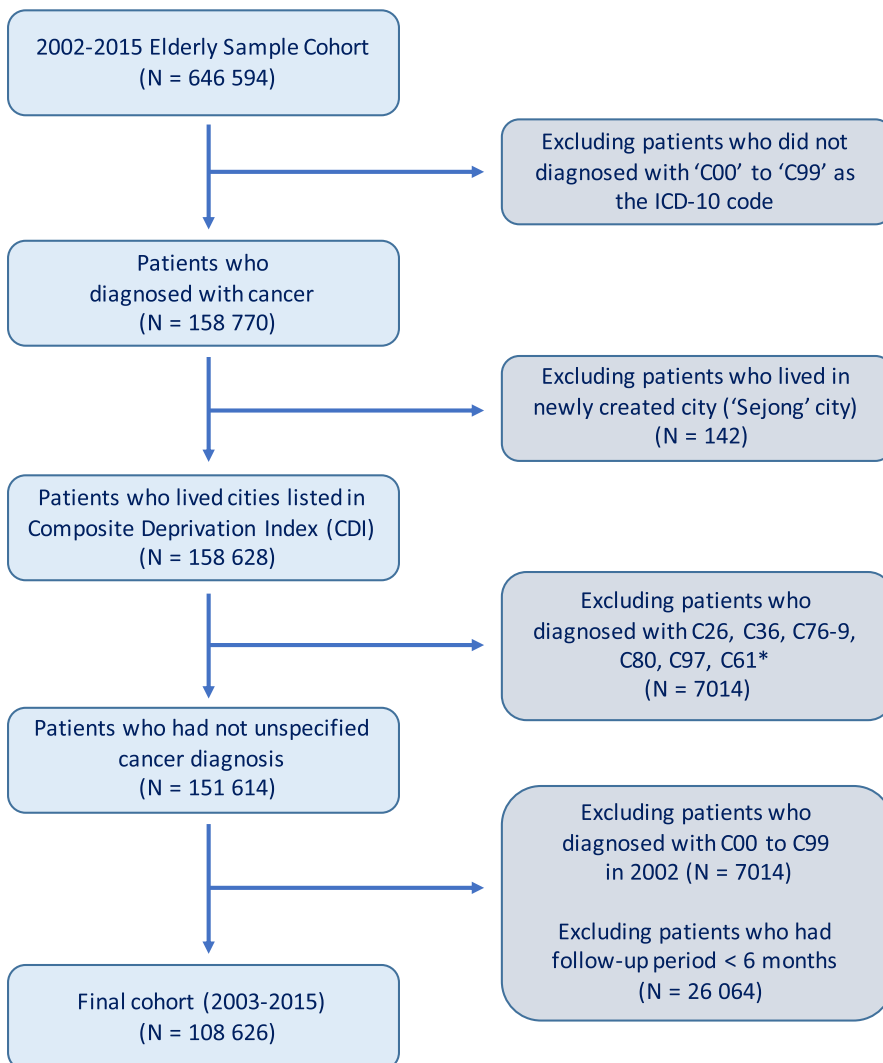 2002-2015 Elderly Sample Cohort
(N = 646 594)
Excluding patients who did not
diagnosed with ‘C00’ to ‘C99’ as
the ICD-10 code
Patients who
diagnosed with cancer
(N = 158 770)
Excluding patients who lived in
newly created city (‘Sejong’ city)
(N = 142)
Patients who lived cities listed in
Composite Deprivation Index (CDI)
(N = 158 628)
Excluding patients who
diagnosed with C26, C36, C76-9,
C80, C97, C61*
(N = 7014)
Patients who had not unspecified
cancer diagnosis
(N = 151 614)
Excluding patients who
diagnosed with C00 to C99
in 2002 (N = 7014)
Excluding patients who had
follow-up period < 6 months
(N = 26 064)
Final cohort (2003-2015)
(N = 108 626)